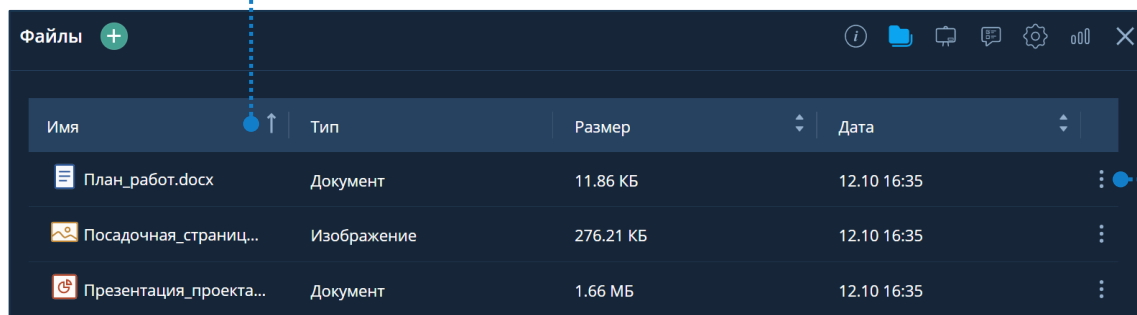 Файлы
Имя Тип Размер Дата
План_работ.docx Документ 11.86 КБ 12.10 16:35
Посадочная_страниц... Изображение 276.21 КБ 12.10 16:35
Презентация_проекта... Документ 1.66 МБ 12.10 16:35